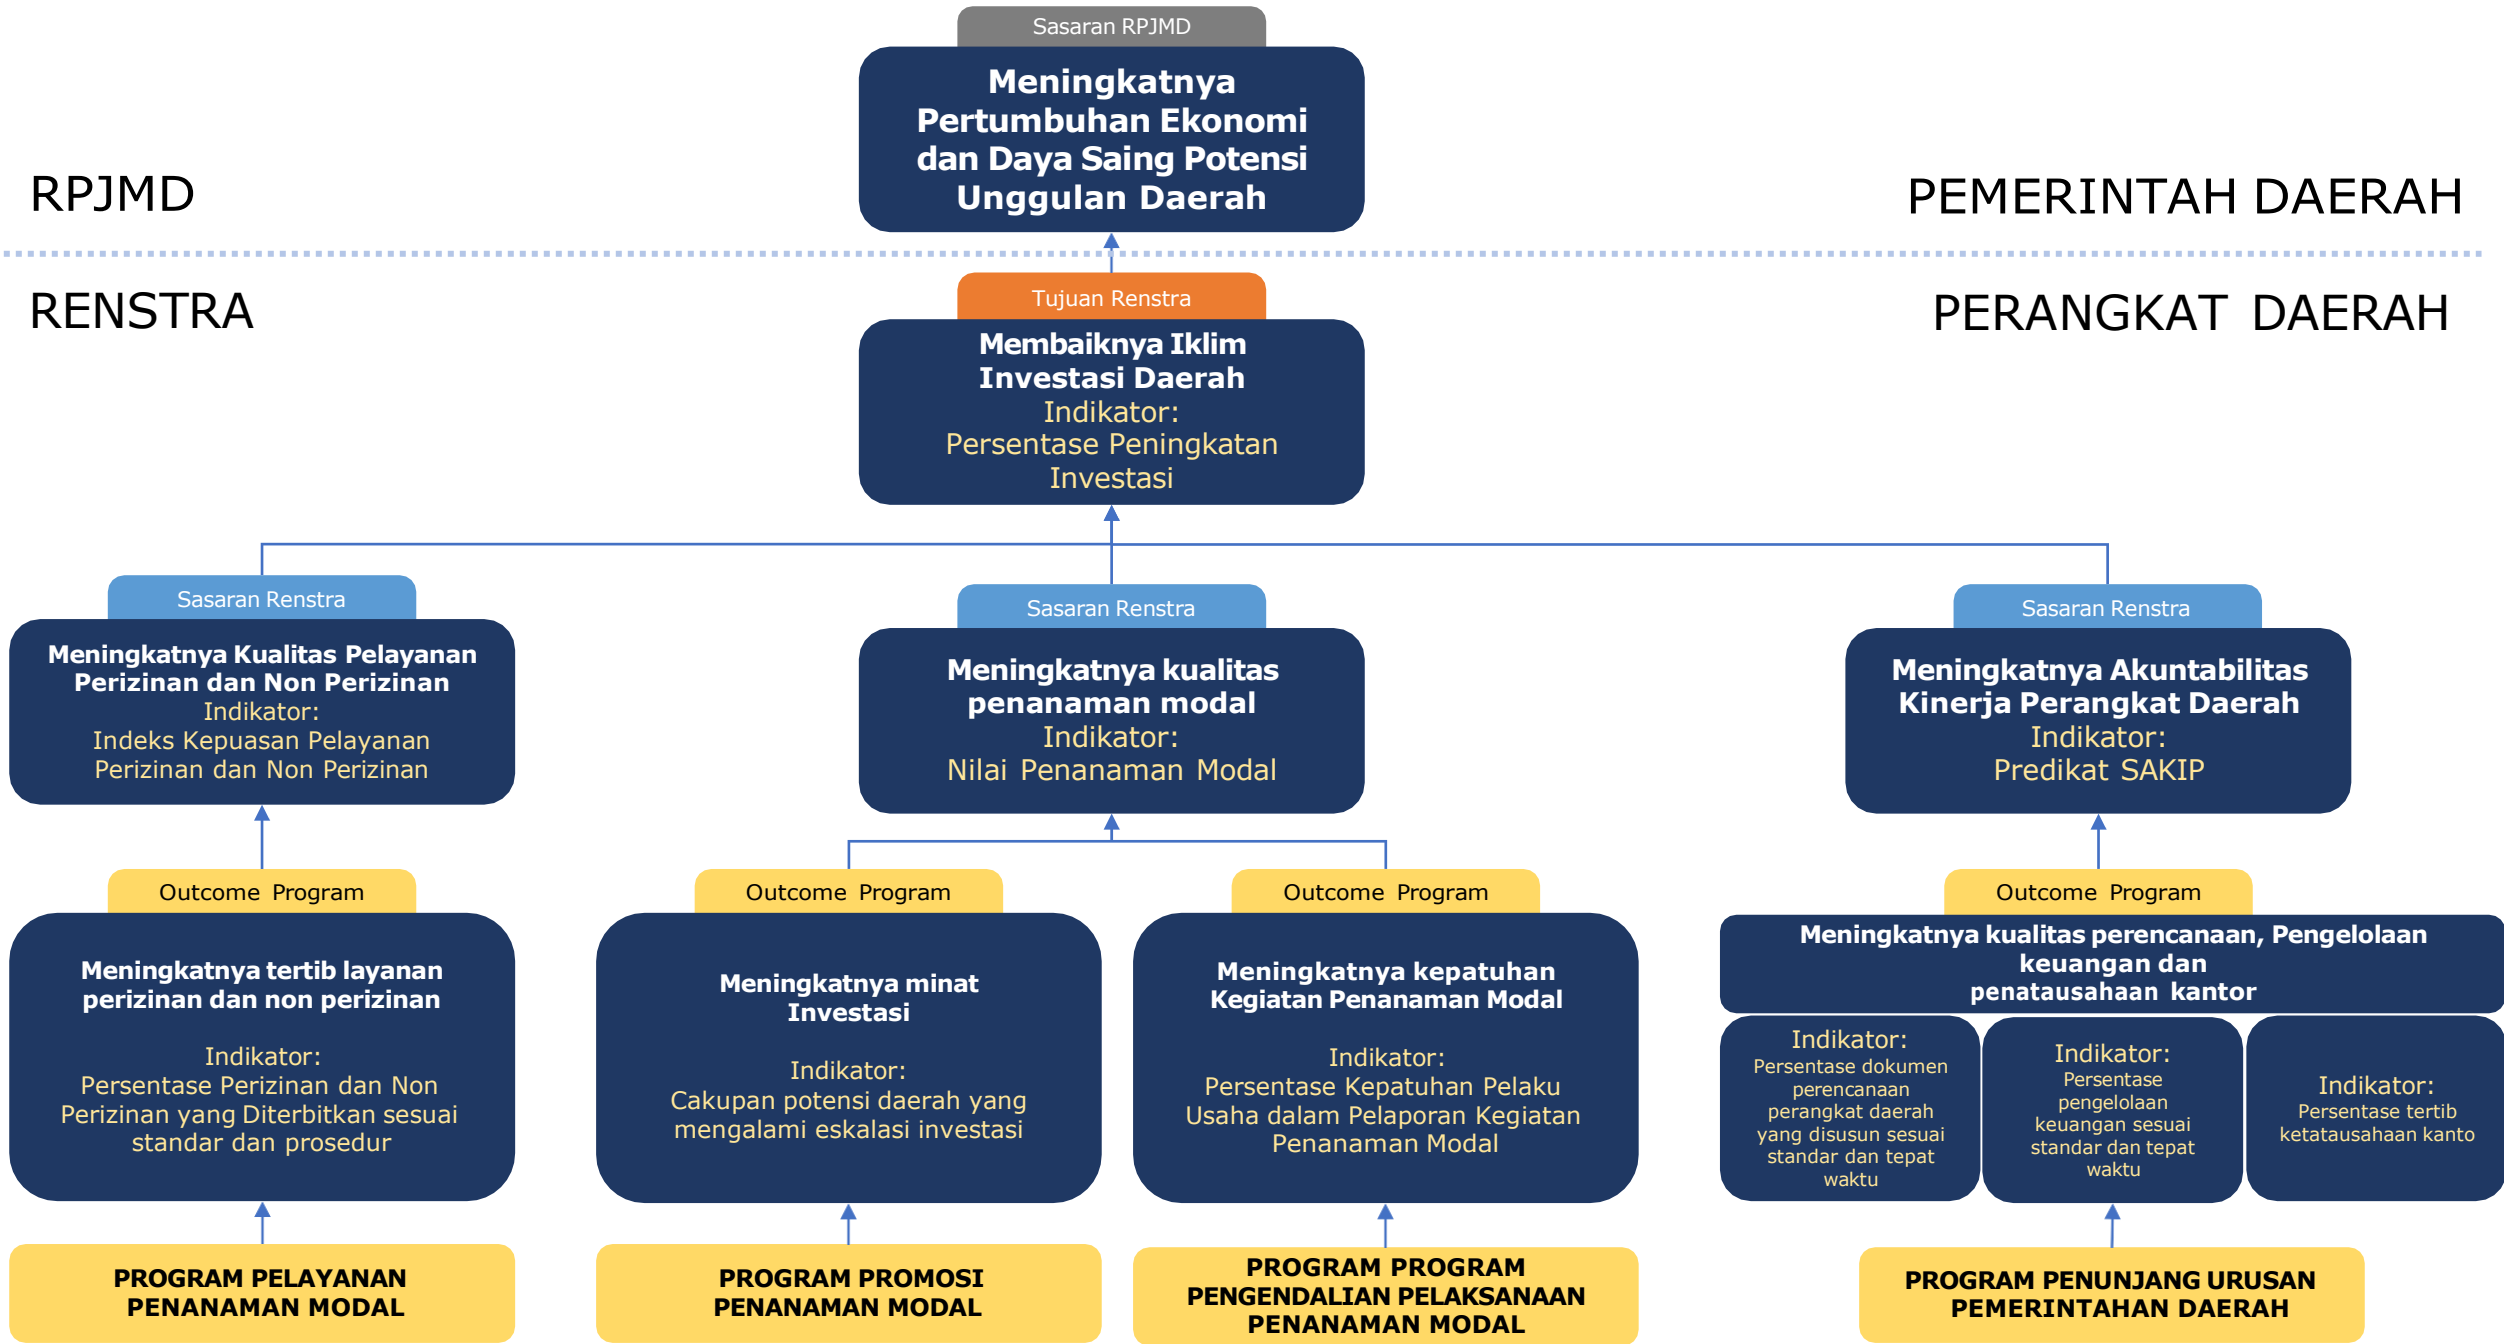 Sasaran RPJMD
Meningkatnya
Pertumbuhan Ekonomi
dan Daya Saing Potensi
Unggulan Daerah
RPJMD
PEMERINTAH DAERAH
RENSTRA
PERANGKAT DAERAH
Tujuan Renstra
Membaiknya Iklim
Investasi Daerah
Indikator:
Persentase Peningkatan
Investasi
Sasaran Renstra
Meningkatnya Kualitas Pelayanan
Perizinan dan Non Perizinan
Indikator:
Indeks Kepuasan Pelayanan
Perizinan dan Non Perizinan
Sasaran Renstra
Meningkatnya kualitas
penanaman modal
Indikator:
Nilai Penanaman Modal
Sasaran Renstra
Meningkatnya Akuntabilitas
Kinerja Perangkat Daerah
Indikator:
Predikat SAKIP
Outcome Program
Meningkatnya tertib layanan
perizinan dan non perizinan
Indikator:
Persentase Perizinan dan Non
Perizinan yang Diterbitkan sesuai
standar dan prosedur
Outcome Program
Meningkatnya minat
Investasi
Indikator:
Cakupan potensi daerah yang
mengalami eskalasi investasi
Outcome Program
Meningkatnya kepatuhan
Kegiatan Penanaman Modal
Indikator:
Persentase Kepatuhan Pelaku
Usaha dalam Pelaporan Kegiatan
Penanaman Modal
Outcome Program
Meningkatnya kualitas perencanaan, Pengelolaan
keuangan dan
penatausahaan kantor
Indikator:
Persentase dokumen
perencanaan
perangkat daerah
yang disusun sesuai
standar dan tepat
waktu
Indikator:
Persentase
pengelolaan
keuangan sesuai
standar dan tepat
waktu
Indikator:
Persentase tertib
ketatausahaan kanto
PROGRAM PELAYANAN
PENANAMAN MODAL
PROGRAM PROMOSI
PENANAMAN MODAL
PROGRAM PROGRAM
PENGENDALIAN PELAKSANAAN
PENANAMAN MODAL
PROGRAM PENUNJANG URUSAN
PEMERINTAHAN DAERAH